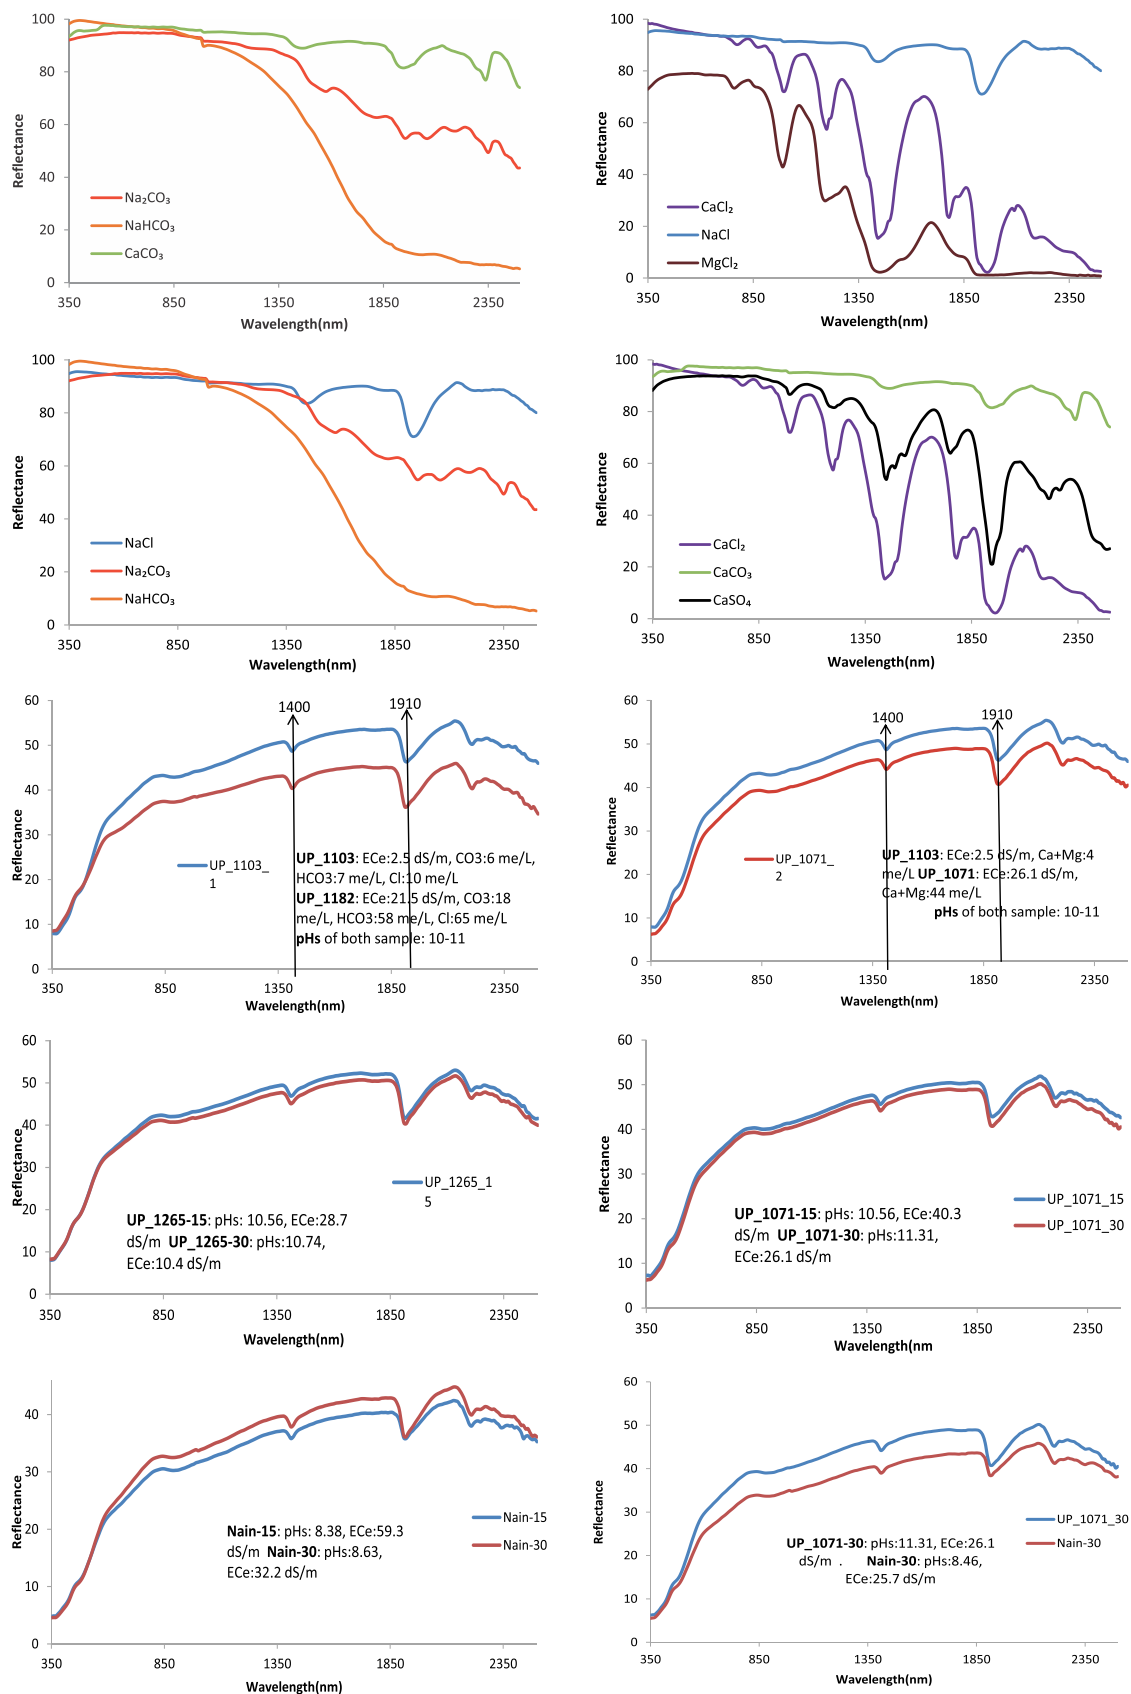 100
80
60
40
20
0
Reflectance
Na₂CO₃
NaHCO₃
CaCO₃
350 850 1350 1850 2350
Wavelength(nm)
100
80
60
40
20
0
Reflectance
CaCl₂
NaCl
MgCl₂
350 850 1350 1850 2350
Wavelength(nm)
100
80
60
40
20
0
Reflectance
NaCl
Na₂CO₃
NaHCO₃
350 850 1350 1850 2350
Wavelength(nm)
100
80
60
40
20
0
Reflectance
CaCl₂
CaCO₃
CaSO₄
350 850 1350 1850 2350
Wavelength(nm)
60
50
40
30
20
10
0
Reflectance
1400 1910
UP_1103_
1
UP_1103: ECe:2.5 dS/m, CO3:6 me/L,
HCO3:7 me/L, Cl:10 me/L
UP_1182: ECe:21.5 dS/m, CO3:18
me/L, HCO3:58 me/L, Cl:65 me/L
pHs of both sample: 10-11
350 850 1350 1850 2350
Wavelength(nm)
60
50
40
30
20
10
0
Reflectance
1400 1910
UP_1071_
2
UP_1103: ECe:2.5 dS/m, Ca+Mg:4
me/L UP_1071: ECe:26.1 dS/m,
Ca+Mg:44 me/L
pHs of both sample: 10-11
350 850 1350 1850 2350
Wavelength(nm)
60
50
40
30
20
10
0
Reflectance
UP_1265_1
5
UP_1265-15: pHs: 10.56, ECe:28.7
dS/m UP_1265-30: pHs:10.74,
ECe:10.4 dS/m
350 850 1350 1850 2350
Wavelength(nm)
60
50
40
30
20
10
0
Reflectance
UP_1071_15
UP_1071_30
UP_1071-15: pHs: 10.56, ECe:40.3
dS/m UP_1071-30: pHs:11.31,
ECe:26.1 dS/m
350 850 1350 1850 2350
Wavelength(nm
40
30
20
10
0
Reflectance
Nain-15
Nain-30
Nain-15: pHs: 8.38, ECe:59.3
dS/m Nain-30: pHs:8.63,
ECe:32.2 dS/m
350 850 1350 1850 2350
Wavelength(nm)
60
50
40
30
20
10
0
Reflectance
UP_1071_30
Nain-30
UP_1071-30: pHs:11.31, ECe:26.1
dS/m . Nain-30: pHs:8.46,
ECe:25.7 dS/m
350 850 1350 1850 2350
Wavelength(nm)